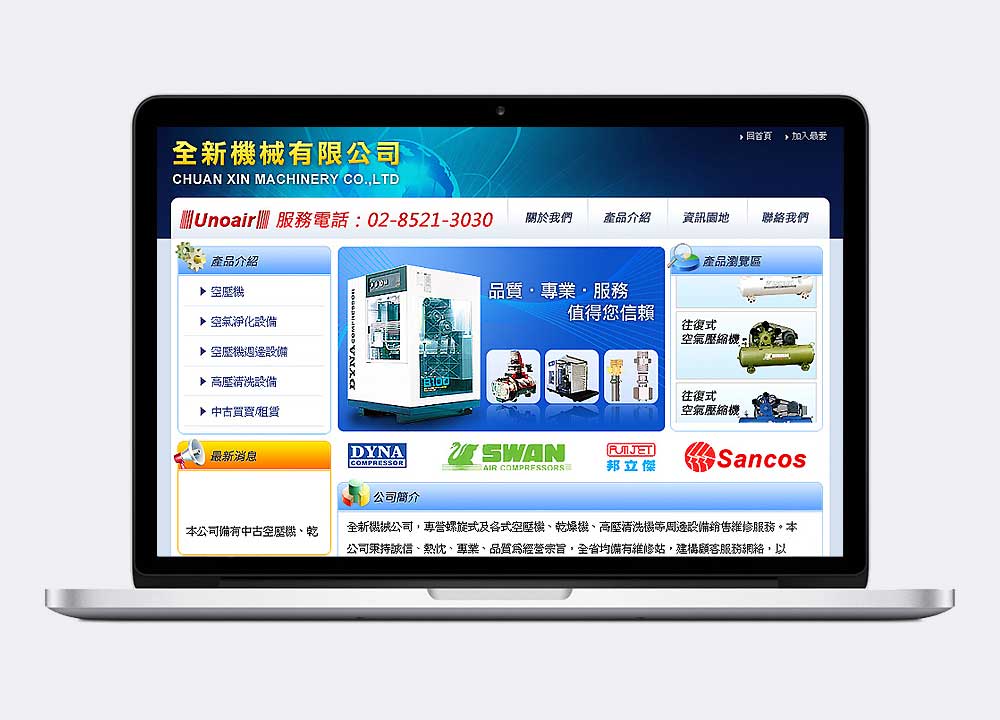 回首頁 加入最愛
全新機械有限公司
CHUAN XIN MACHINERY CO.,LTD
Unoair 服務電話：02-8521-3030
關於我們 產品介紹 資訊園地 聯絡我們
產品介紹
空壓機
空氣淨化設備
空壓機週邊設備
高壓清洗設備
中古買賣/租賃
最新消息
本公司備有中古空壓機、乾
DYNA COMPRESSOR
8100
品質．專業．服務
值得您信賴
產品瀏覽區
往復式
空氣壓縮機
往復式
空氣壓縮機
DYNA
COMPRESSOR
SWAN
AIR COMPRESSORS
FUJIJET
邦立傑
Sancos
公司簡介
全新機械公司，專營螺旋式及各式空壓機、乾燥機、高壓清洗機等周邊設備銷售維修服務。本
公司秉持誠信、熱忱、專業、品質為經營宗旨，全省均備有維修站，建構顧客服務網絡，以